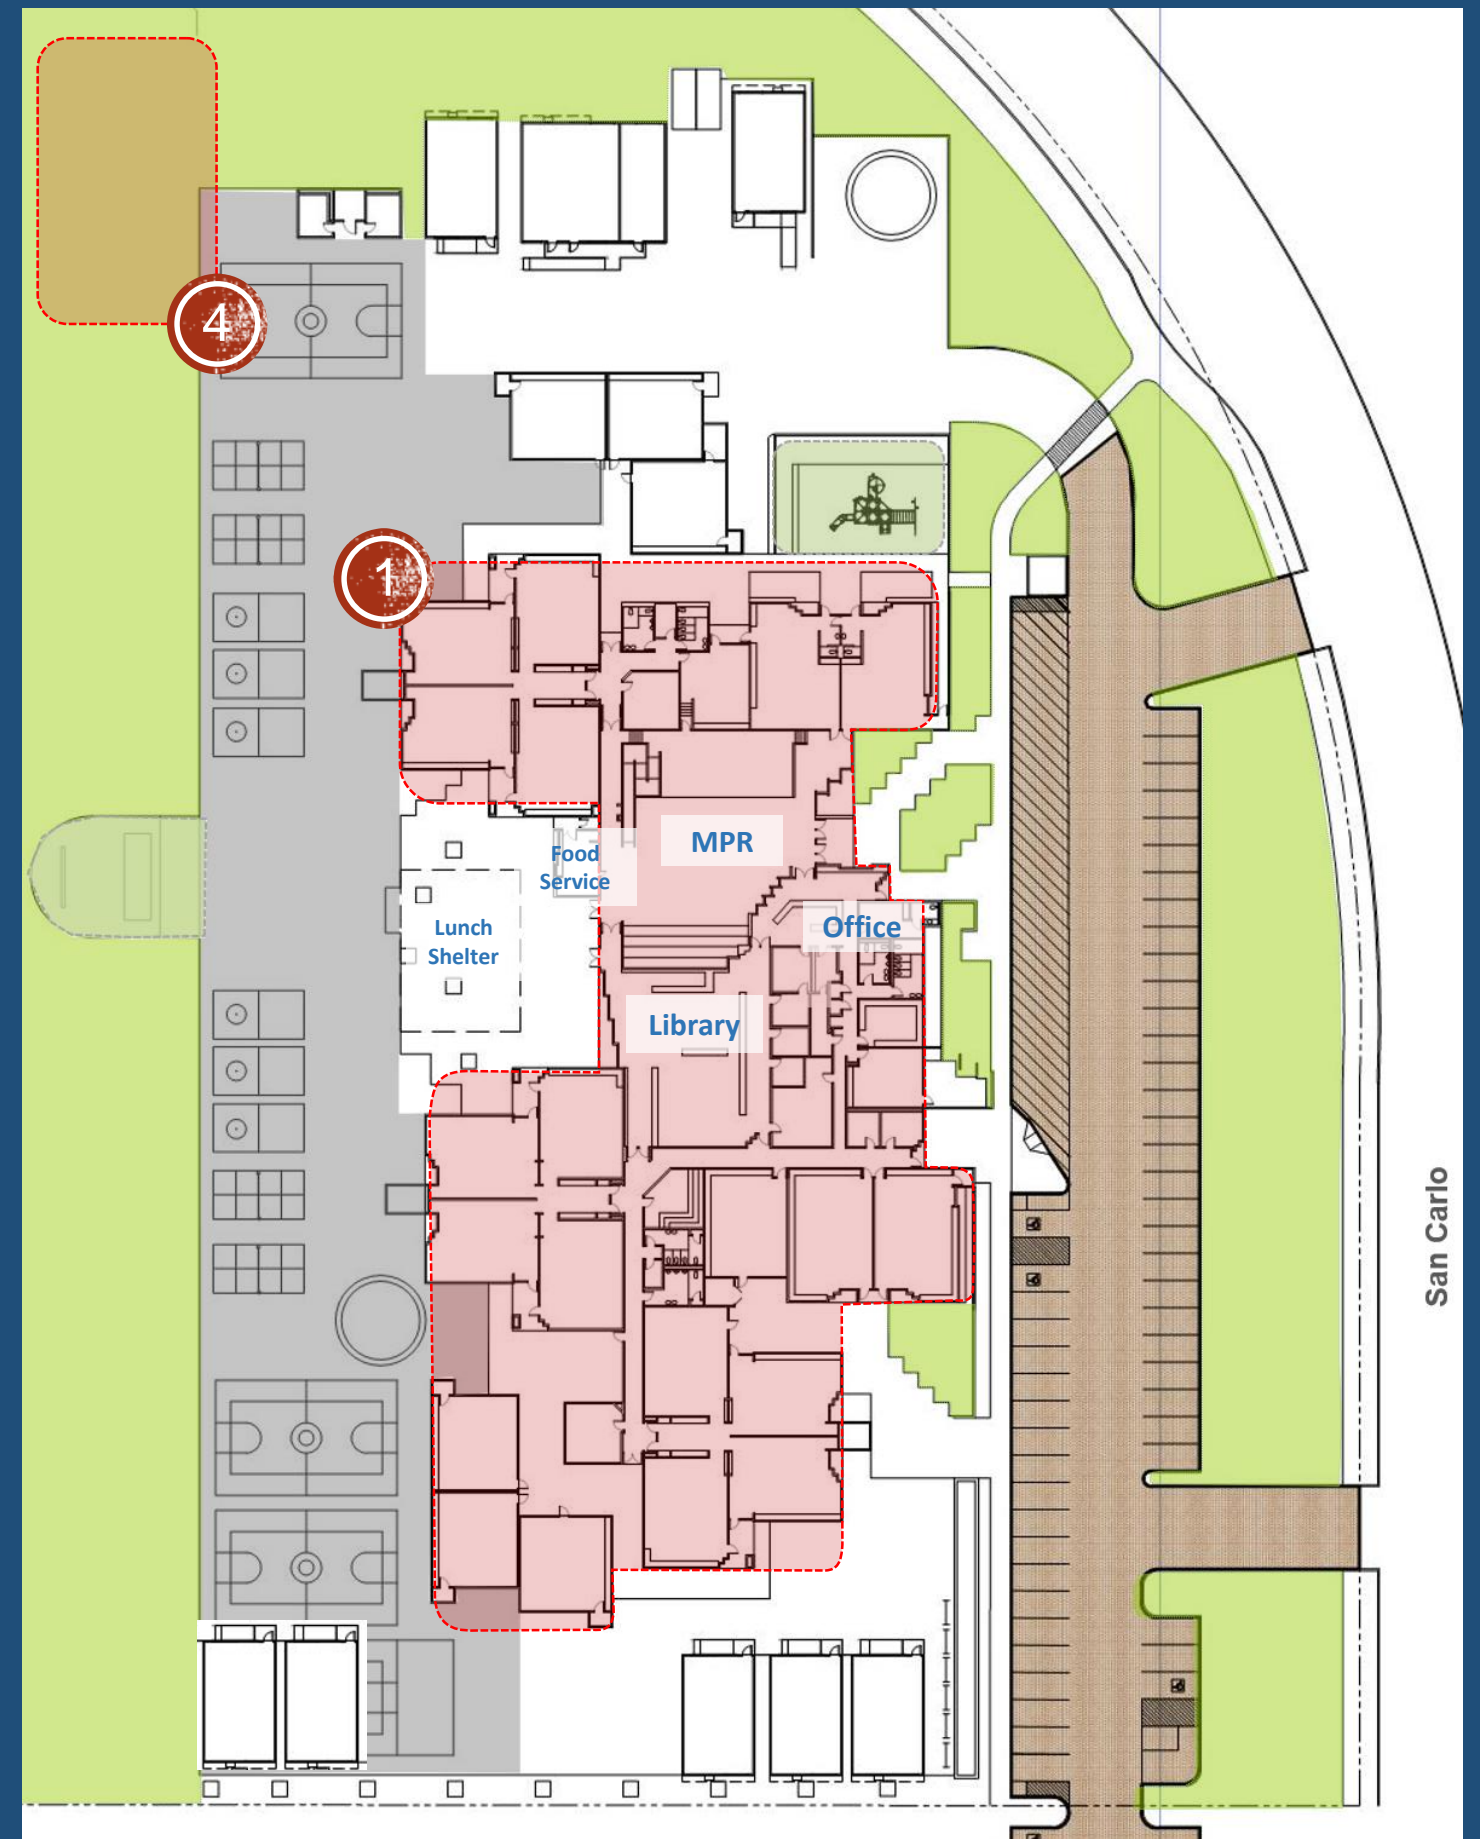 4
1
MPR
Food
Service
Office
Lunch
Shelter
Library
San Carlo